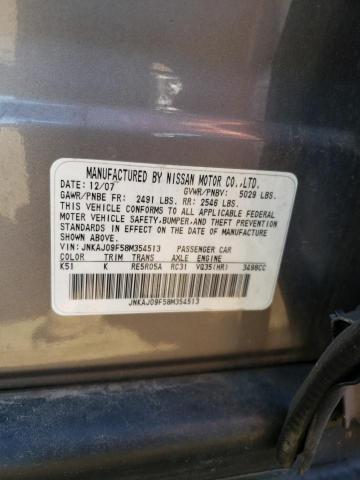 MANUFACTURED BY NISSAN MOTOR CO.,LTD.
DATE: 12/07 GVWR/PNBV: 5029 LBS.
GAWR/PNBE FR: 2491 LBS. RR: 2546 LBS.
THIS VEHICLE CONFORMS TO ALL APPLICABLE FEDERAL
MOTOR VEHICLE SAFETY,BUMPER,AND THEFT PREVENTION
STANDARDS IN EFFECT ON THE DATE OF MANUFACTURE
SHOWN ABOVE.
VIN: JNKAJ09F58M354513 PASSENGER CAR
COLOR TRIM TRANS AXLE ENGINE
K51 K RE5R05A RC31 VQ35(HR) 3498CC
JNKAJ09F58M354513